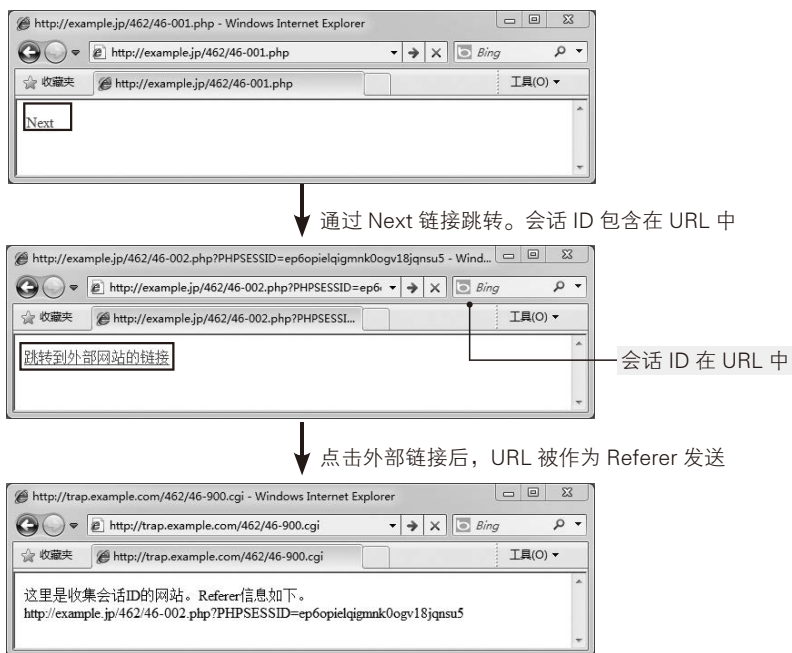 http://example.jp/462/46-001.php - Windows Internet Explorer
http://example.jp/462/46-001.php
Bing
收藏夹
http://example.jp/462/46-001.php
工具(O)
Next
通过 Next 链接跳转。会话 ID 包含在 URL 中
http://example.jp/462/46-002.php?PHPSESSID=ep6opielqigmnk0ogv18jqnsu5 - Wind...
http://example.jp/462/46-002.php?PHPSESSID=ep6
Bing
收藏夹
http://example.jp/462/46-002.php?PHPSESSI...
工具(O)
跳转到外部网站的链接
会话 ID 在 URL 中
点击外部链接后，URL 被作为 Referer 发送
http://trap.example.com/462/46-900.cgi - Windows Internet Explorer
http://trap.example.com/462/46-900.cgi
Bing
收藏夹
http://trap.example.com/462/46-900.cgi
工具(O)
这里是收集会话ID的网站。Referer信息如下。
http://example.jp/462/46-002.php?PHPSESSID=ep6opielqigmnk0ogv18jqnsu5